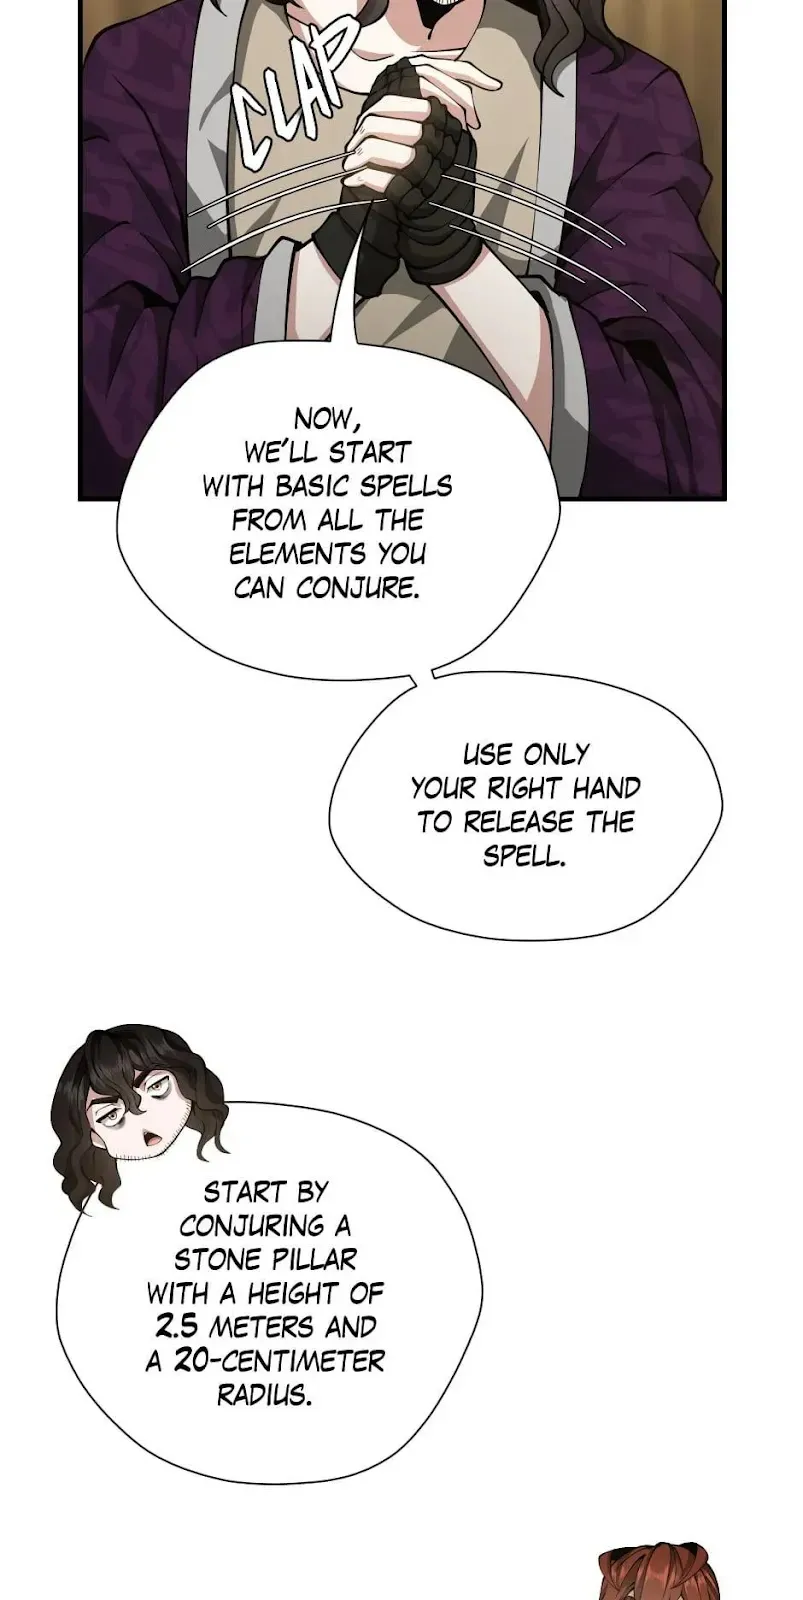 CLAP
NOW,
WE'LL START
WITH BASIC SPELLS
FROM ALL THE
ELEMENTS YOU
CAN CONJURE.
USE ONLY
YOUR RIGHT HAND
TO RELEASE THE
SPELL.
START BY
CONJURING A
STONE PILLAR
WITH A HEIGHT OF
2.5 METERS AND
A 20-CENTIMETER
RADIUS.